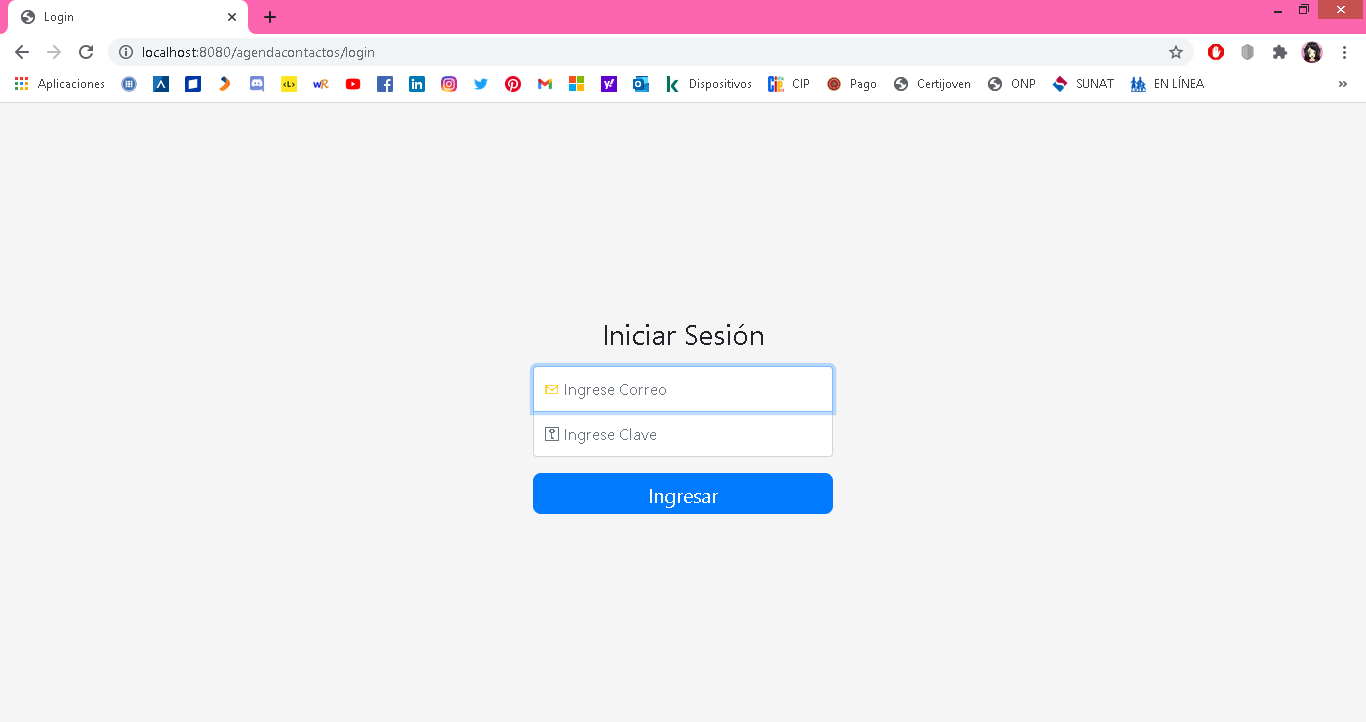 Login
localhost:8080/agendacontactos/login
Aplicaciones <L> wR Dispositivos CIP Pago Certijoven ONP SUNAT EN LÍNEA »
Iniciar Sesión
Ingrese Correo
Ingrese Clave
Ingresar